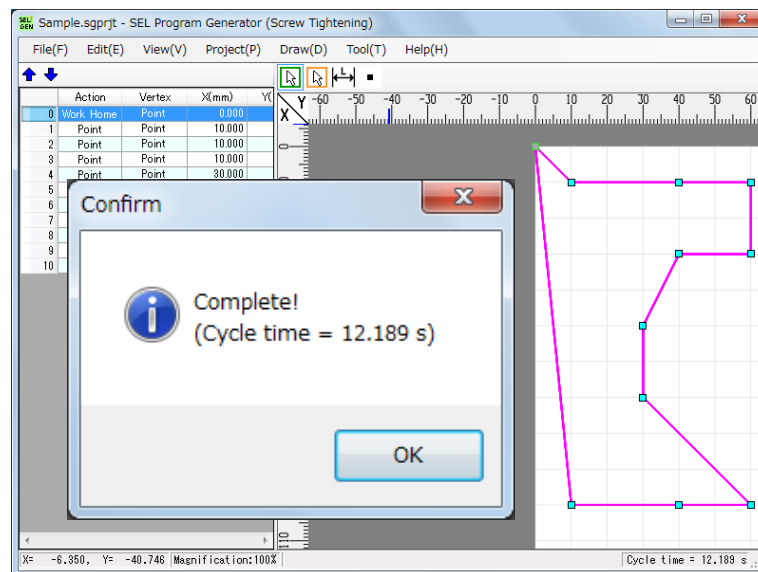 SEL GEN Sample.sgprjt - SEL Program Generator (Screw Tightening)
File(F) Edit(E) View(V) Project(P) Draw(D) Tool(T) Help(H)
L
Action Vertex X(mm) Y(
0 Work Home Point 0.000
1 Point Point 10.000
2 Point Point 10.000
3 Point Point 10.000
4 Point Point 30.000
5
6
7
8
9
10
Y
X
-60 -50 -40 -30 -20 -10 0 10 20 30 40 50 60
0
Confirm
Complete!
(Cycle time = 12.189 s)
OK
X= -6.350, Y= -40.746 Magnification:100% Cycle time = 12.189 s